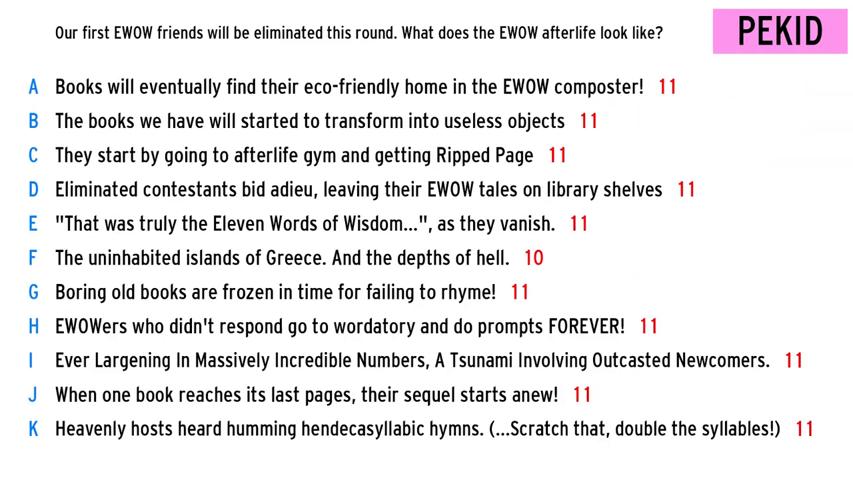 Our first EWOW friends will be eliminated this round. What does the EWOW afterlife look like?
PEKID
A Books will eventually find their eco-friendly home in the EWOW composter! 11
B The books we have will started to transform into useless objects 11
C They start by going to afterlife gym and getting Ripped Page 11
D Eliminated contestants bid adieu, leaving their EWOW tales on library shelves 11
E "That was truly the Eleven Words of Wisdom...", as they vanish. 11
F The uninhabited islands of Greece. And the depths of hell. 10
G Boring old books are frozen in time for failing to rhyme! 11
H EWOWers who didn't respond go to wordatory and do prompts FOREVER! 11
I Ever Largening In Massively Incredible Numbers, A Tsunami Involving Outcasted Newcomers. 11
J When one book reaches its last pages, their sequel starts anew! 11
K Heavenly hosts heard humming hendecasyllabic hymns. (...Scratch that, double the syllables!) 11